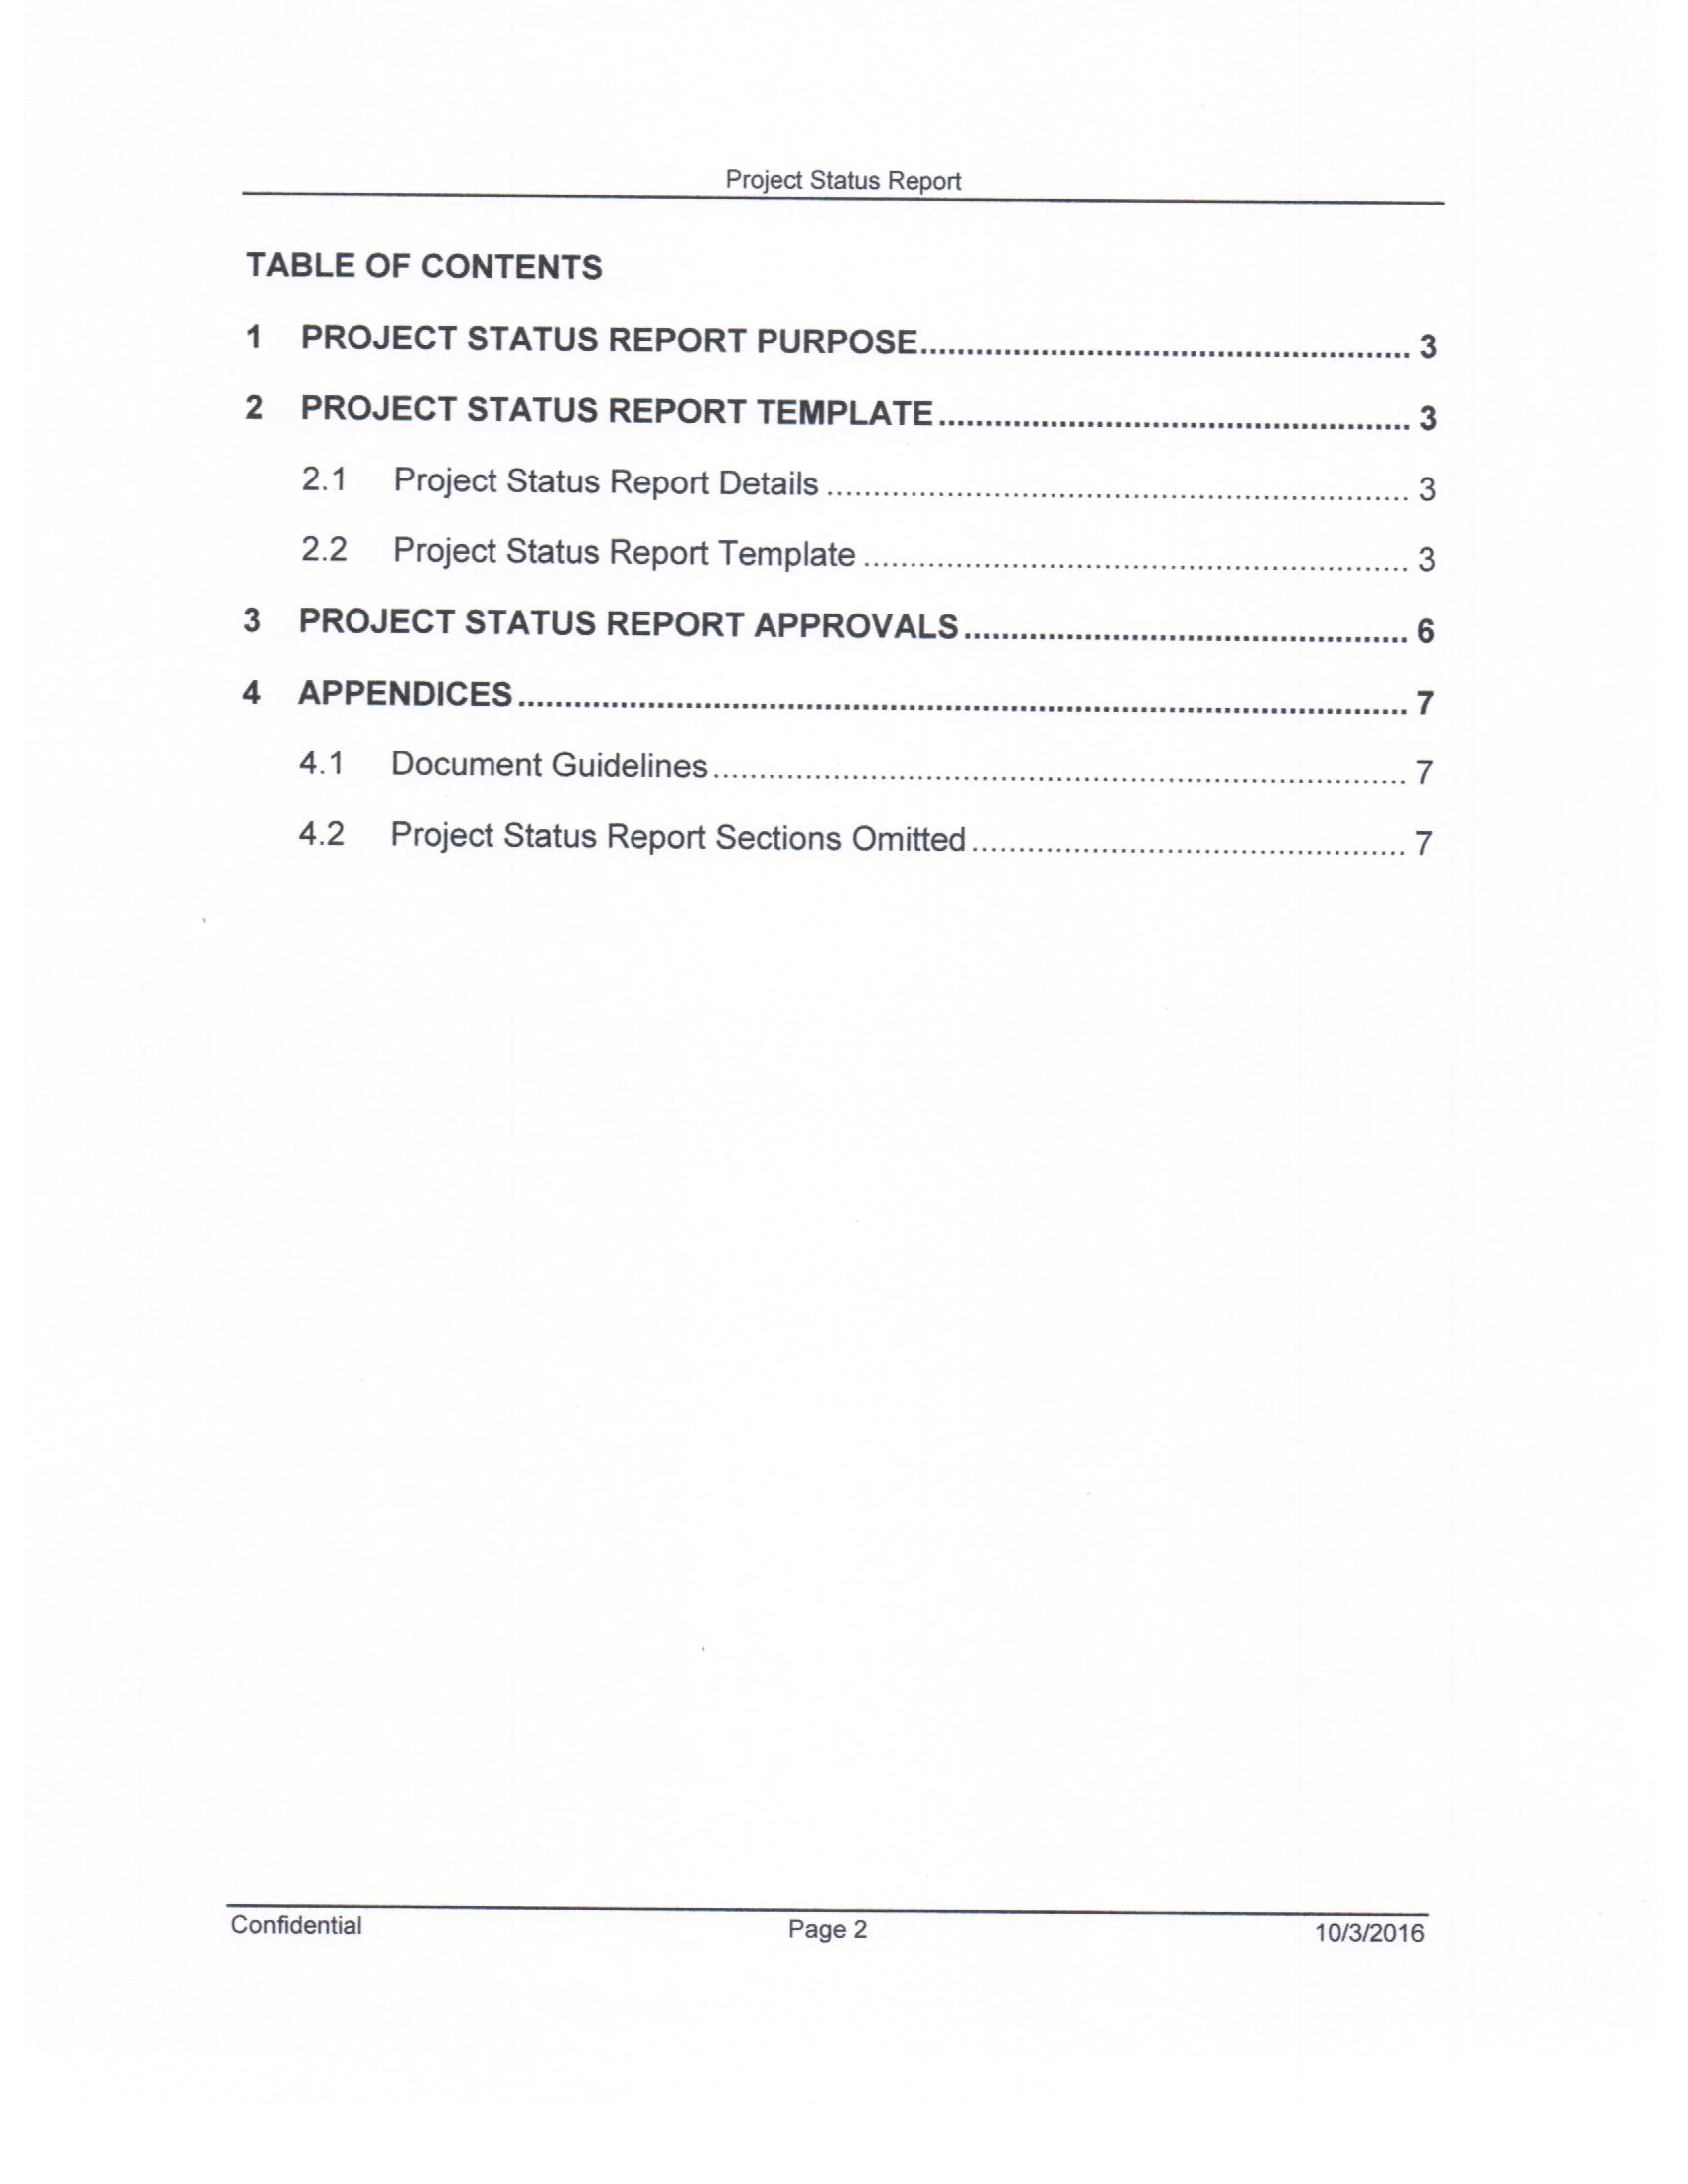 Project Status Report
TABLE OF CONTENTS
1 PROJECT STATUS REPORT PURPOSE.................................................... 3
2 PROJECT STATUS REPORT TEMPLATE.................................................. 3
2.1 Project Status Report Details.............................................................. 3
2.2 Project Status Report Template.......................................................... 3
3 PROJECT STATUS REPORT APPROVALS............................................... 6
4 APPENDICES............................................................................................... 7
4.1 Document Guidelines.......................................................................... 7
4.2 Project Status Report Sections Omitted.............................................. 7
Confidential Page 2 10/3/2016